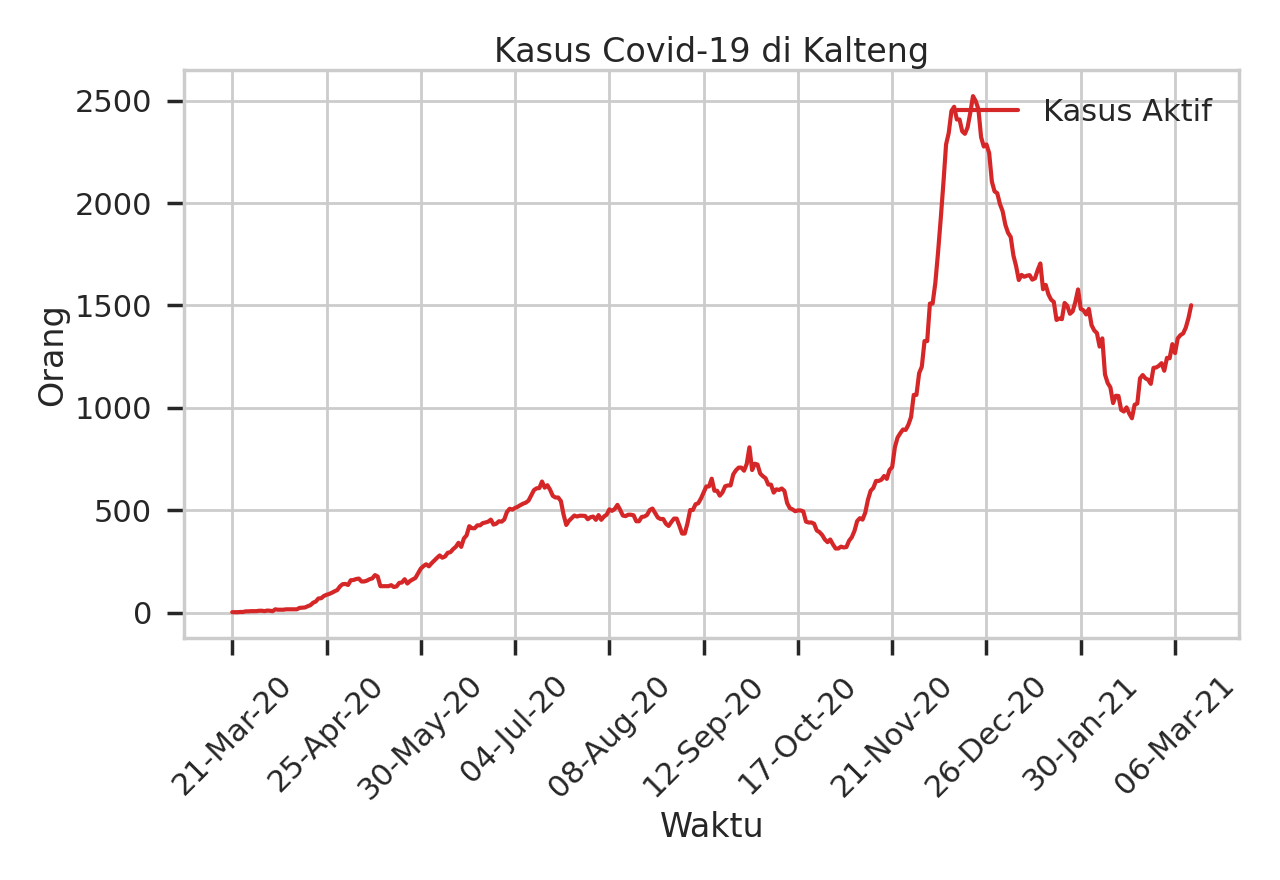 Kasus Covid-19 di Kalteng
Kasus Aktif
2500
2000
1500
1000
500
0
Orang
21-Mar-20
25-Apr-20
30-May-20
04-Jul-20
08-Aug-20
12-Sep-20
17-Oct-20
21-Nov-20
26-Dec-20
30-Jan-21
06-Mar-21
Waktu